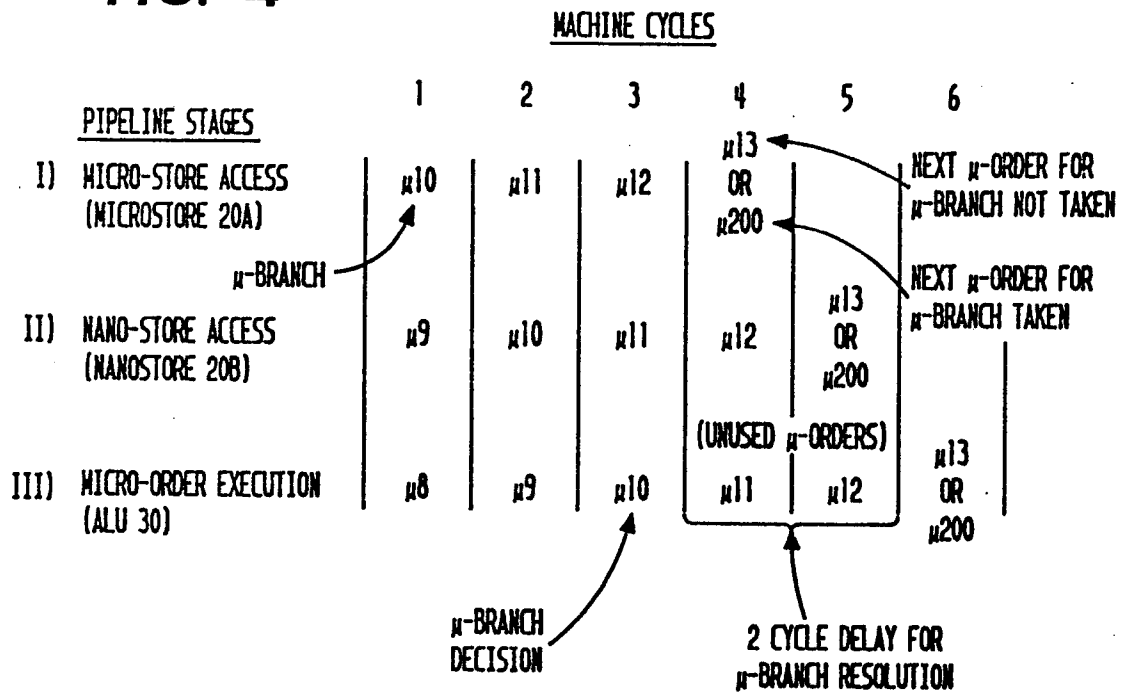 FIG. 4
MACHINE CYCLES
1 2 3 4 5 6
PIPELINE STAGES
I) MICRO-STORE ACCESS
(MICROSTORE 20A)
μ10 μ11 μ12
μ13
OR
μ200
NEXT μ-ORDER FOR
μ-BRANCH NOT TAKEN
μ-BRANCH
NEXT μ-ORDER FOR
μ-BRANCH TAKEN
II) NANO-STORE ACCESS
(NANOSTORE 20B)
μ9 μ10 μ11 μ12
μ13
OR
μ200
(UNUSED μ-ORDERS)
III) MICRO-ORDER EXECUTION
(ALU 30)
μ8 μ9 μ10 μ11 μ12
μ13
OR
μ200
μ-BRANCH
DECISION
2 CYCLE DELAY FOR
μ-BRANCH RESOLUTION